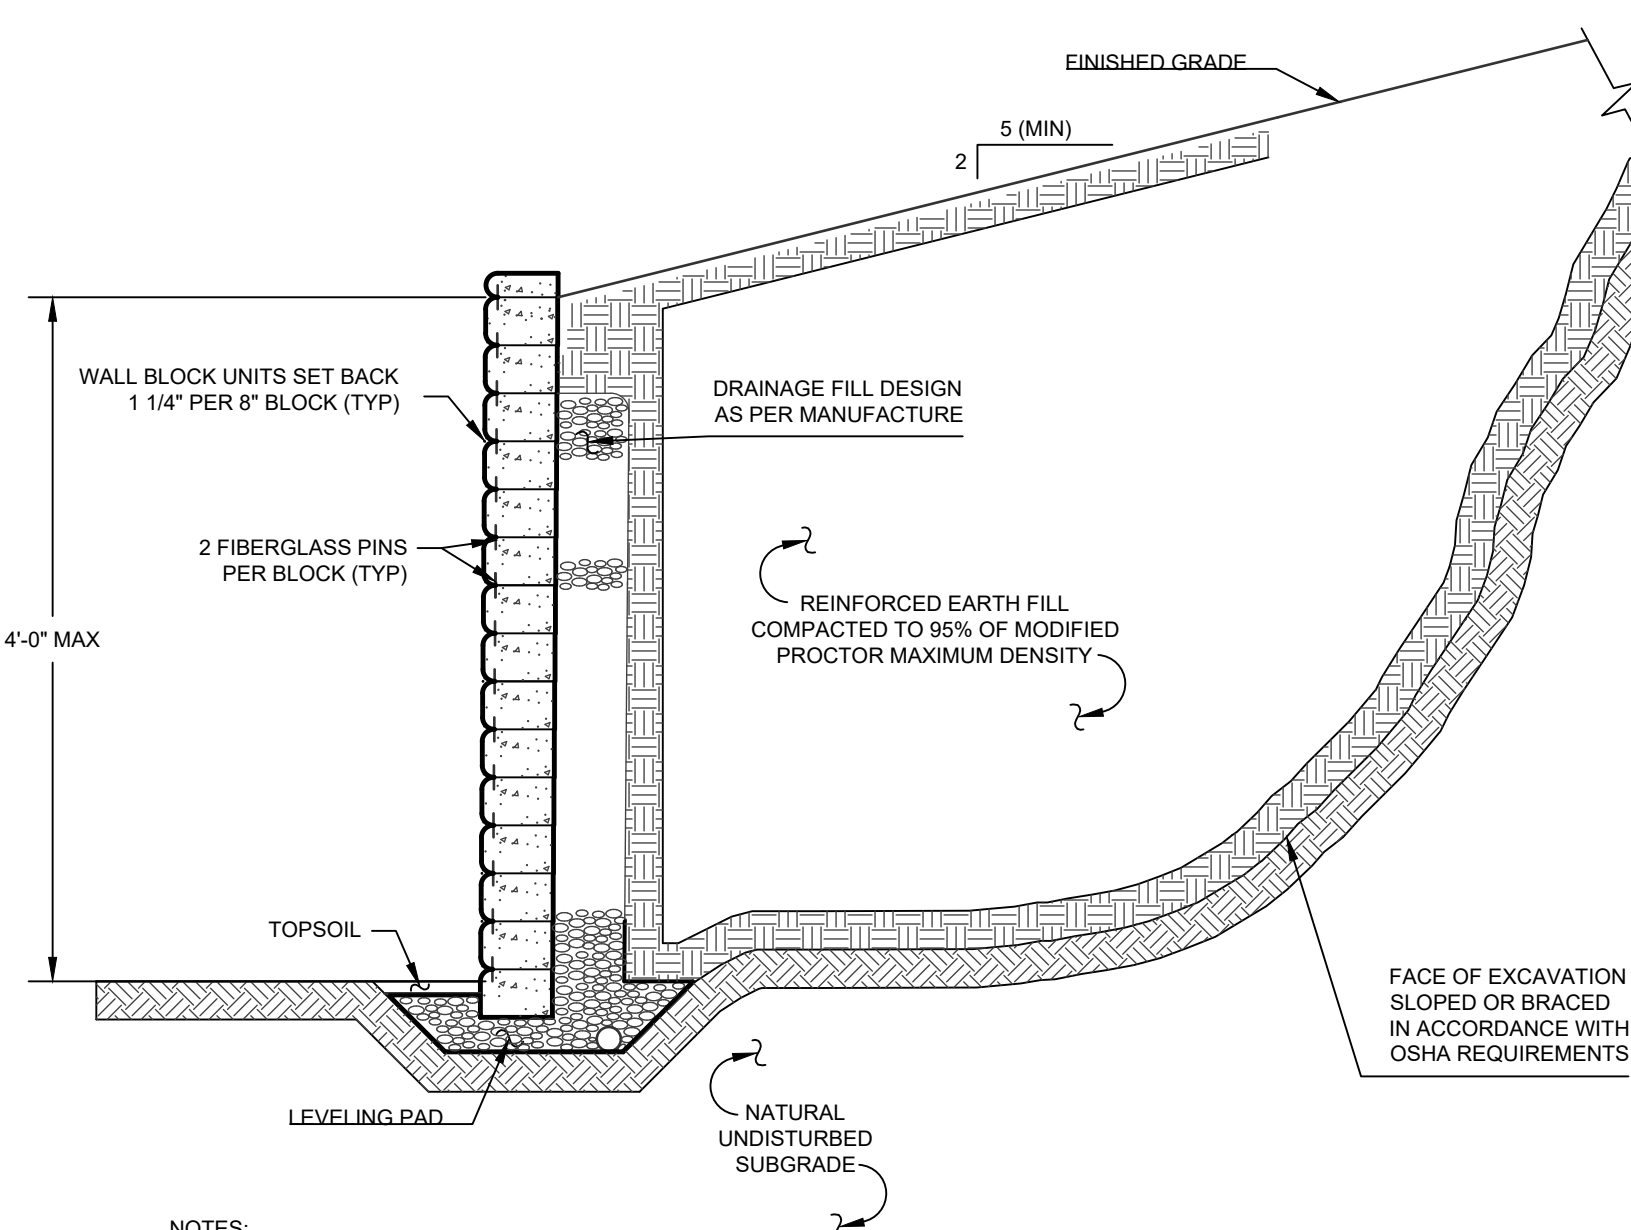 FINISHED GRADE
5 (MIN)
2
WALL BLOCK UNITS SET BACK
1 1/4" PER 8" BLOCK (TYP)
DRAINAGE FILL DESIGN
AS PER MANUFACTURE
2 FIBERGLASS PINS
PER BLOCK (TYP)
REINFORCED EARTH FILL
COMPACTED TO 95% OF MODIFIED
PROCTOR MAXIMUM DENSITY
4'-0" MAX
TOPSOIL
FACE OF EXCAVATION
SLOPED OR BRACED
IN ACCORDANCE WITH
OSHA REQUIREMENTS
LEVELING PAD
NATURAL
UNDISTURBED
SUBGRADE
NOTES: